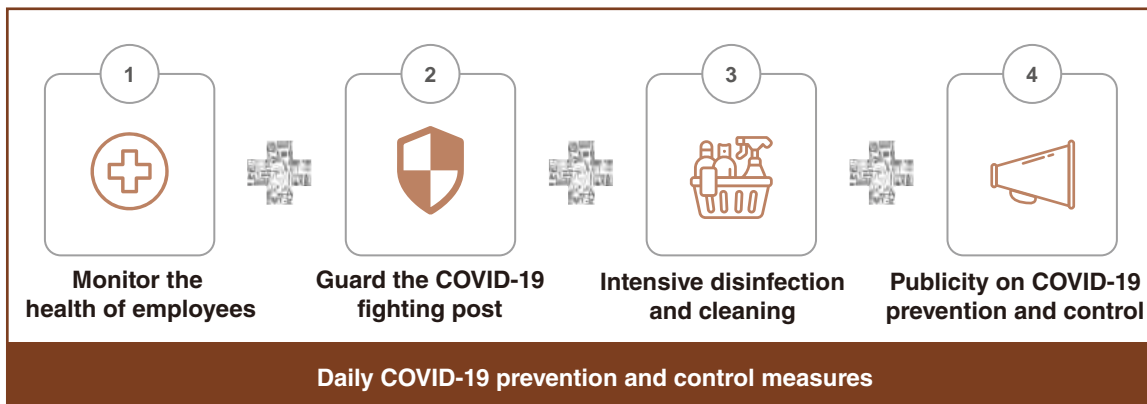 1
Monitor the
health of employees
2
Guard the COVID-19
fighting post
3
Intensive disinfection
and cleaning
4
Publicity on COVID-19
prevention and control
Daily COVID-19 prevention and control measures